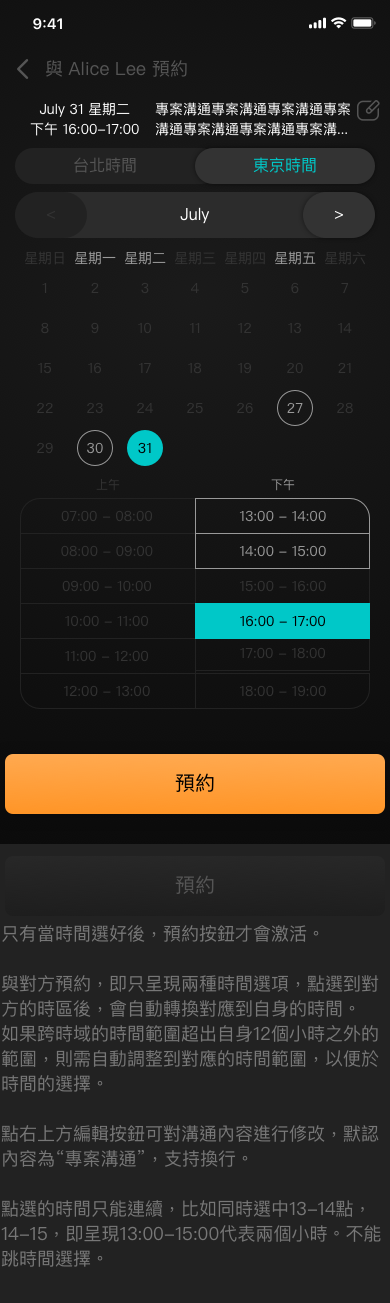 9:41
與 Alice Lee 預約
July 31 星期二
下午 16:00–17:00
專案溝通專案溝通專案溝通專案
溝通專案溝通專案溝通專案溝...
台北時間 東京時間
< July >
星期日 星期一 星期二 星期三 星期四 星期五 星期六
1 2 3 4 5 6 7
8 9 10 11 12 13 14
15 16 17 18 19 20 21
22 23 24 25 26 27 28
29 30 31
上午 下午
07:00 – 08:00 13:00 – 14:00
08:00 – 09:00 14:00 – 15:00
09:00 – 10:00 15:00 – 16:00
10:00 – 11:00 16:00 – 17:00
11:00 – 12:00 17:00 – 18:00
12:00 – 13:00 18:00 – 19:00
預約
預約
只有當時間選好後，預約按鈕才會激活。
與對方預約，即只呈現兩種時間選項，點選到對
方的時區後，會自動轉換對應到自身的時間。
如果跨時域的時間範圍超出自身12個小時之外的
範圍，則需自動調整到對應的時間範圍，以便於
時間的選擇。
點右上方編輯按鈕可對溝通內容進行修改，默認
內容為“專案溝通”，支持換行。
點選的時間只能連續，比如同時選中13–14點，
14–15，即呈現13:00–15:00代表兩個小時。不能
跳時間選擇。